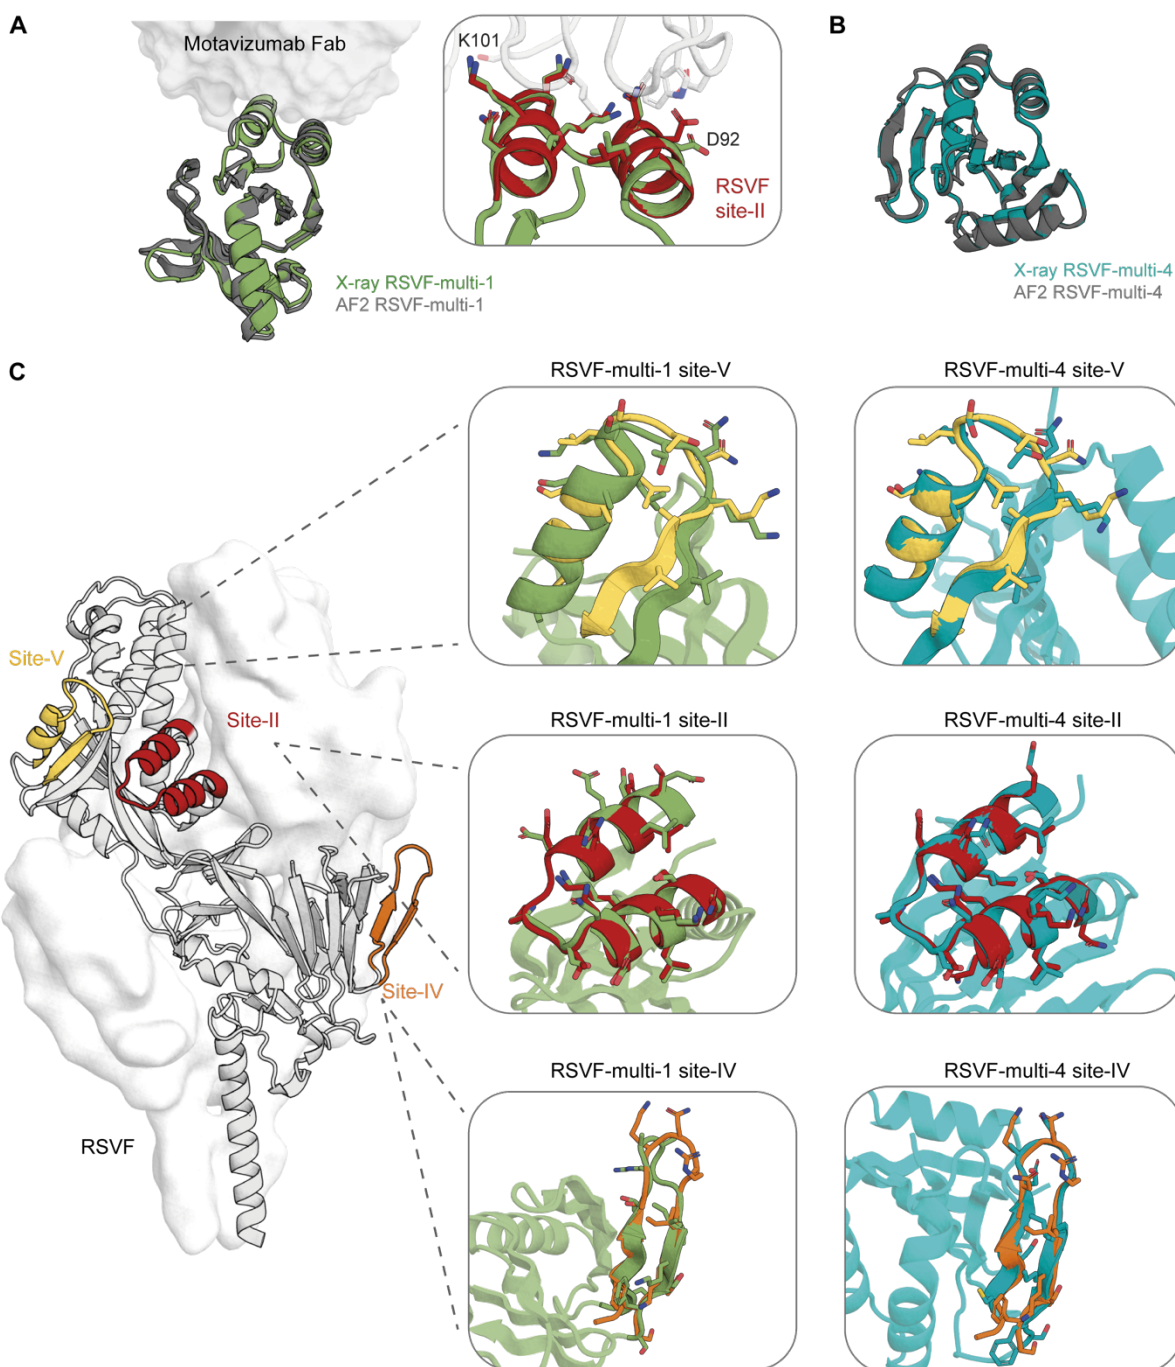 A
Motavizumab Fab
X-ray RSVF-multi-1
AF2 RSVF-multi-1
K101
D92
RSVF
site-II
B
X-ray RSVF-multi-4
AF2 RSVF-multi-4
C
RSVF-multi-1 site-V
RSVF-multi-4 site-V
Site-V
Site-II
RSVF-multi-1 site-II
RSVF-multi-4 site-II
Site-IV
RSVF
RSVF-multi-1 site-IV
RSVF-multi-4 site-IV